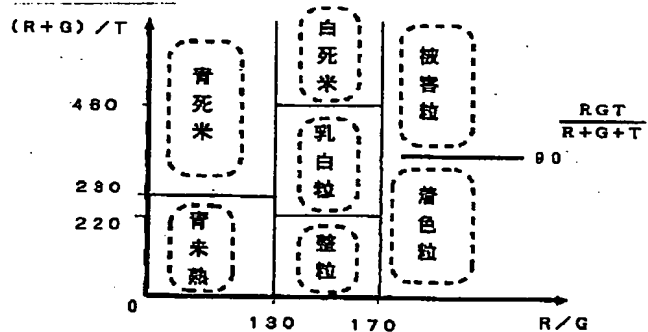 (R+G)/T
白死米
被害粒
青死米
480
RGT
R+G+T
乳白粒
90
280
着色粒
220
青未熟
整粒
0
130
170
R/G